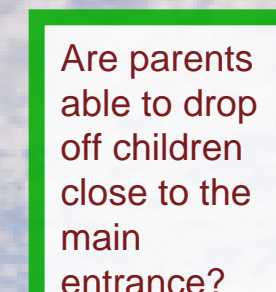 Are parents
able to drop
off children
close to the
main
entrance?